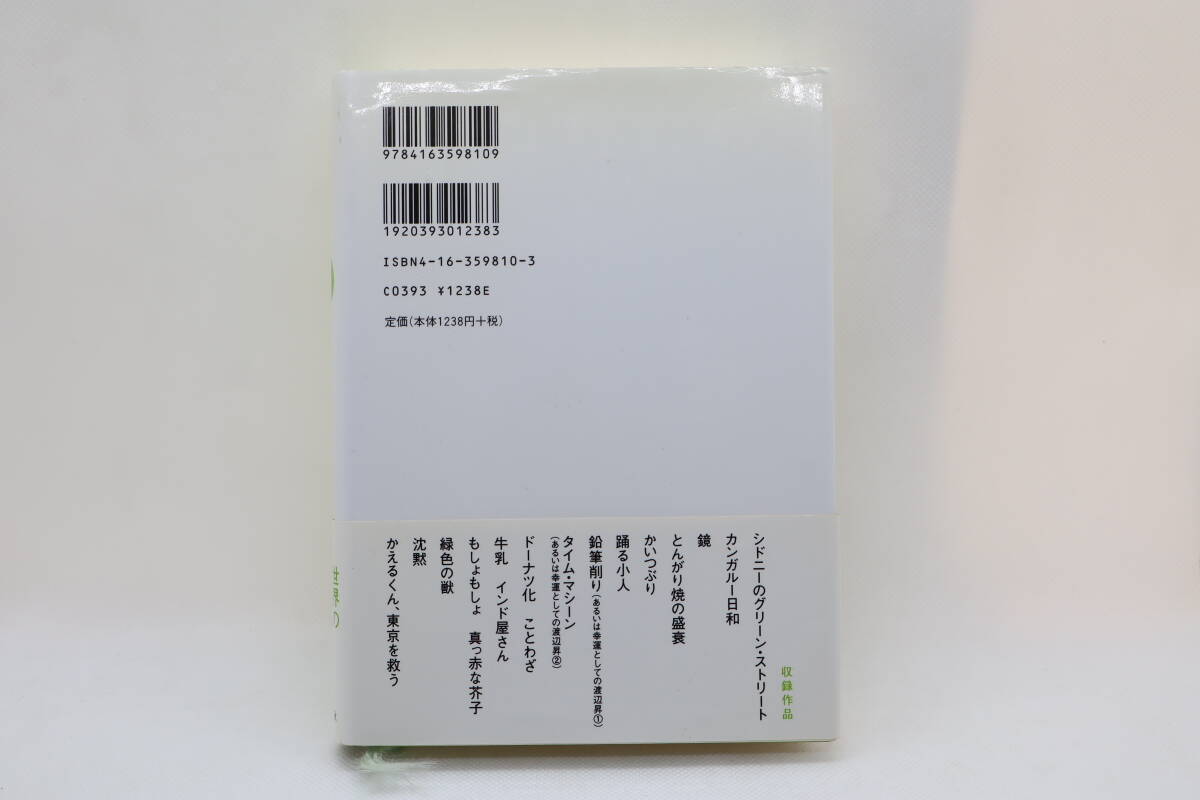 9784163598109
1920393012383
ISBN4-16-359810-3
C0393 ¥1238E
定価(本体1238円+税)
収録作品
シドニーのグリーン・ストリート
カンガルー日和
鏡
とんがり焼の盛衰
かいつぶり
踊る小人
鉛筆削り(あるいは幸運としての渡辺昇①)
タイム・マシーン
(あるいは幸運としての渡辺昇②)
ドーナツ化 ことわざ
牛乳 インド屋さん
もしょもしょ 真っ赤な芥子
緑色の獣
沈黙
かえるくん、東京を救う
世界の